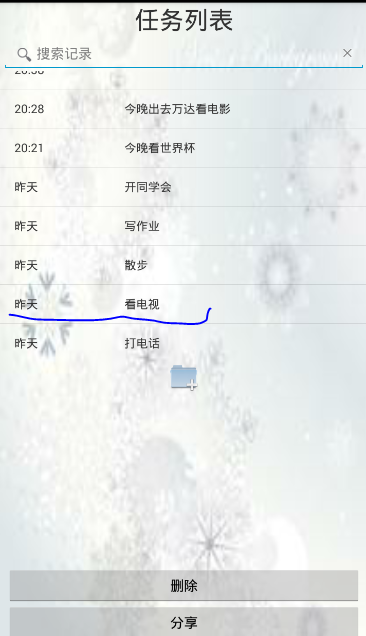 任务列表
搜索记录
20:28 今晚出去万达看电影
20:21 今晚看世界杯
昨天 开同学会
昨天 写作业
昨天 散步
昨天 看电视
昨天 打电话
删除
分享